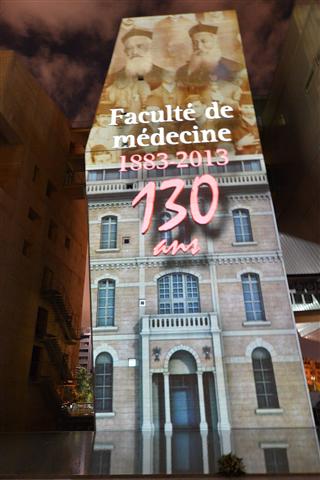 Faculté de
médecine
1883-2013
130
ans